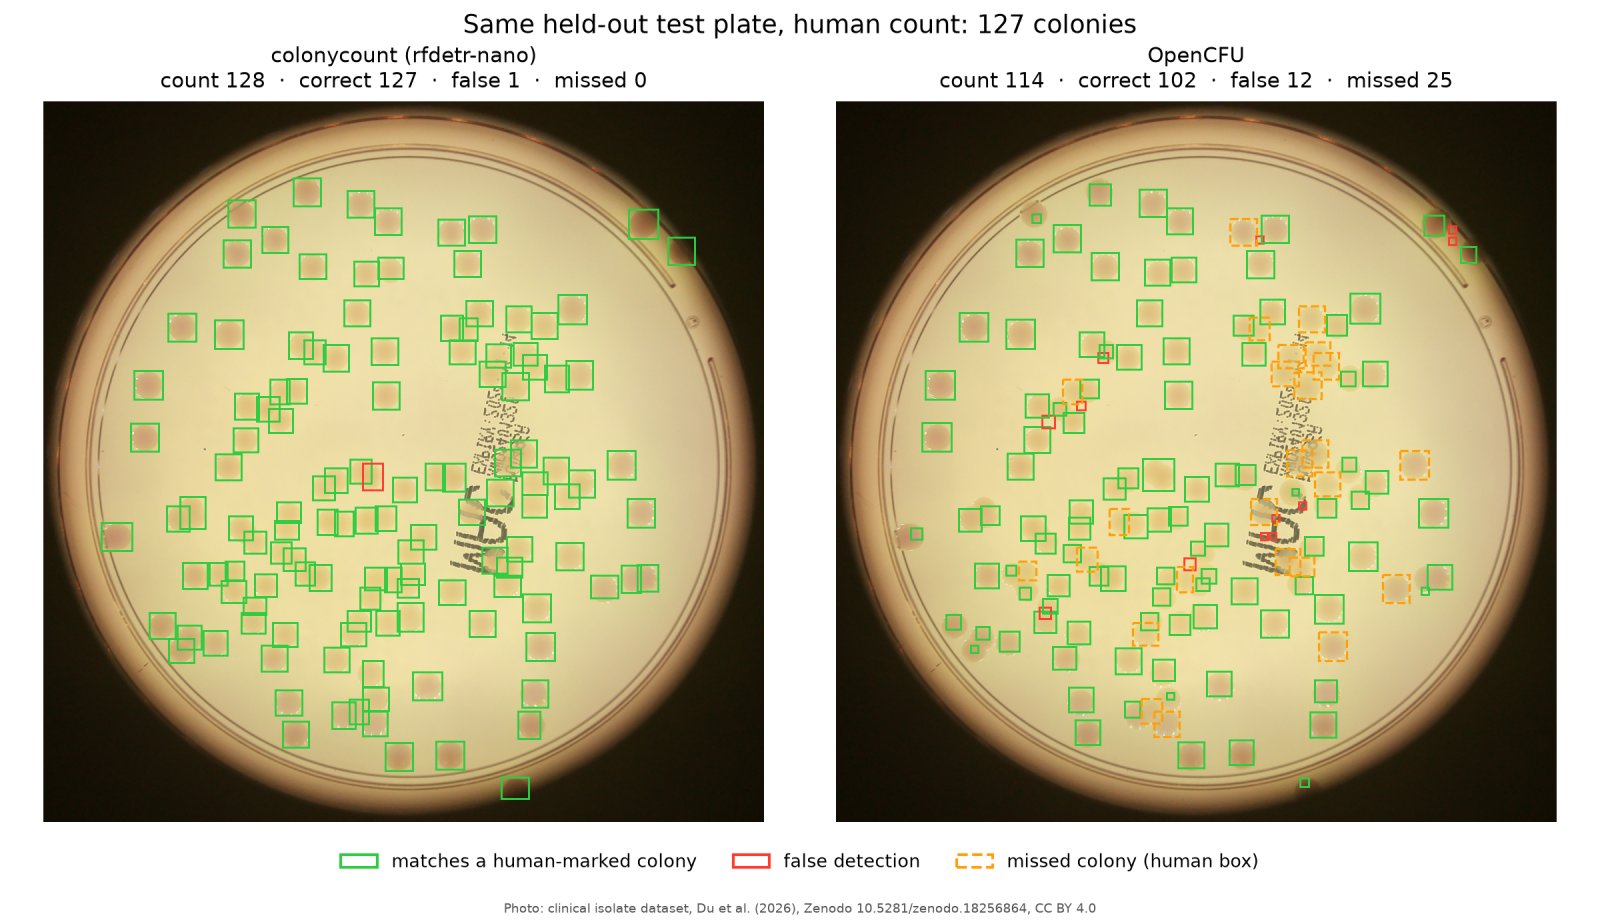 Same held-out test plate, human count: 127 colonies
colonycount (rfdetr-nano)
count 128 · correct 127 · false 1 · missed 0
OpenCFU
count 114 · correct 102 · false 12 · missed 25
matches a human-marked colony
false detection
missed colony (human box)
Photo: clinical isolate dataset, Du et al. (2026), Zenodo 10.5281/zenodo.18256864, CC BY 4.0